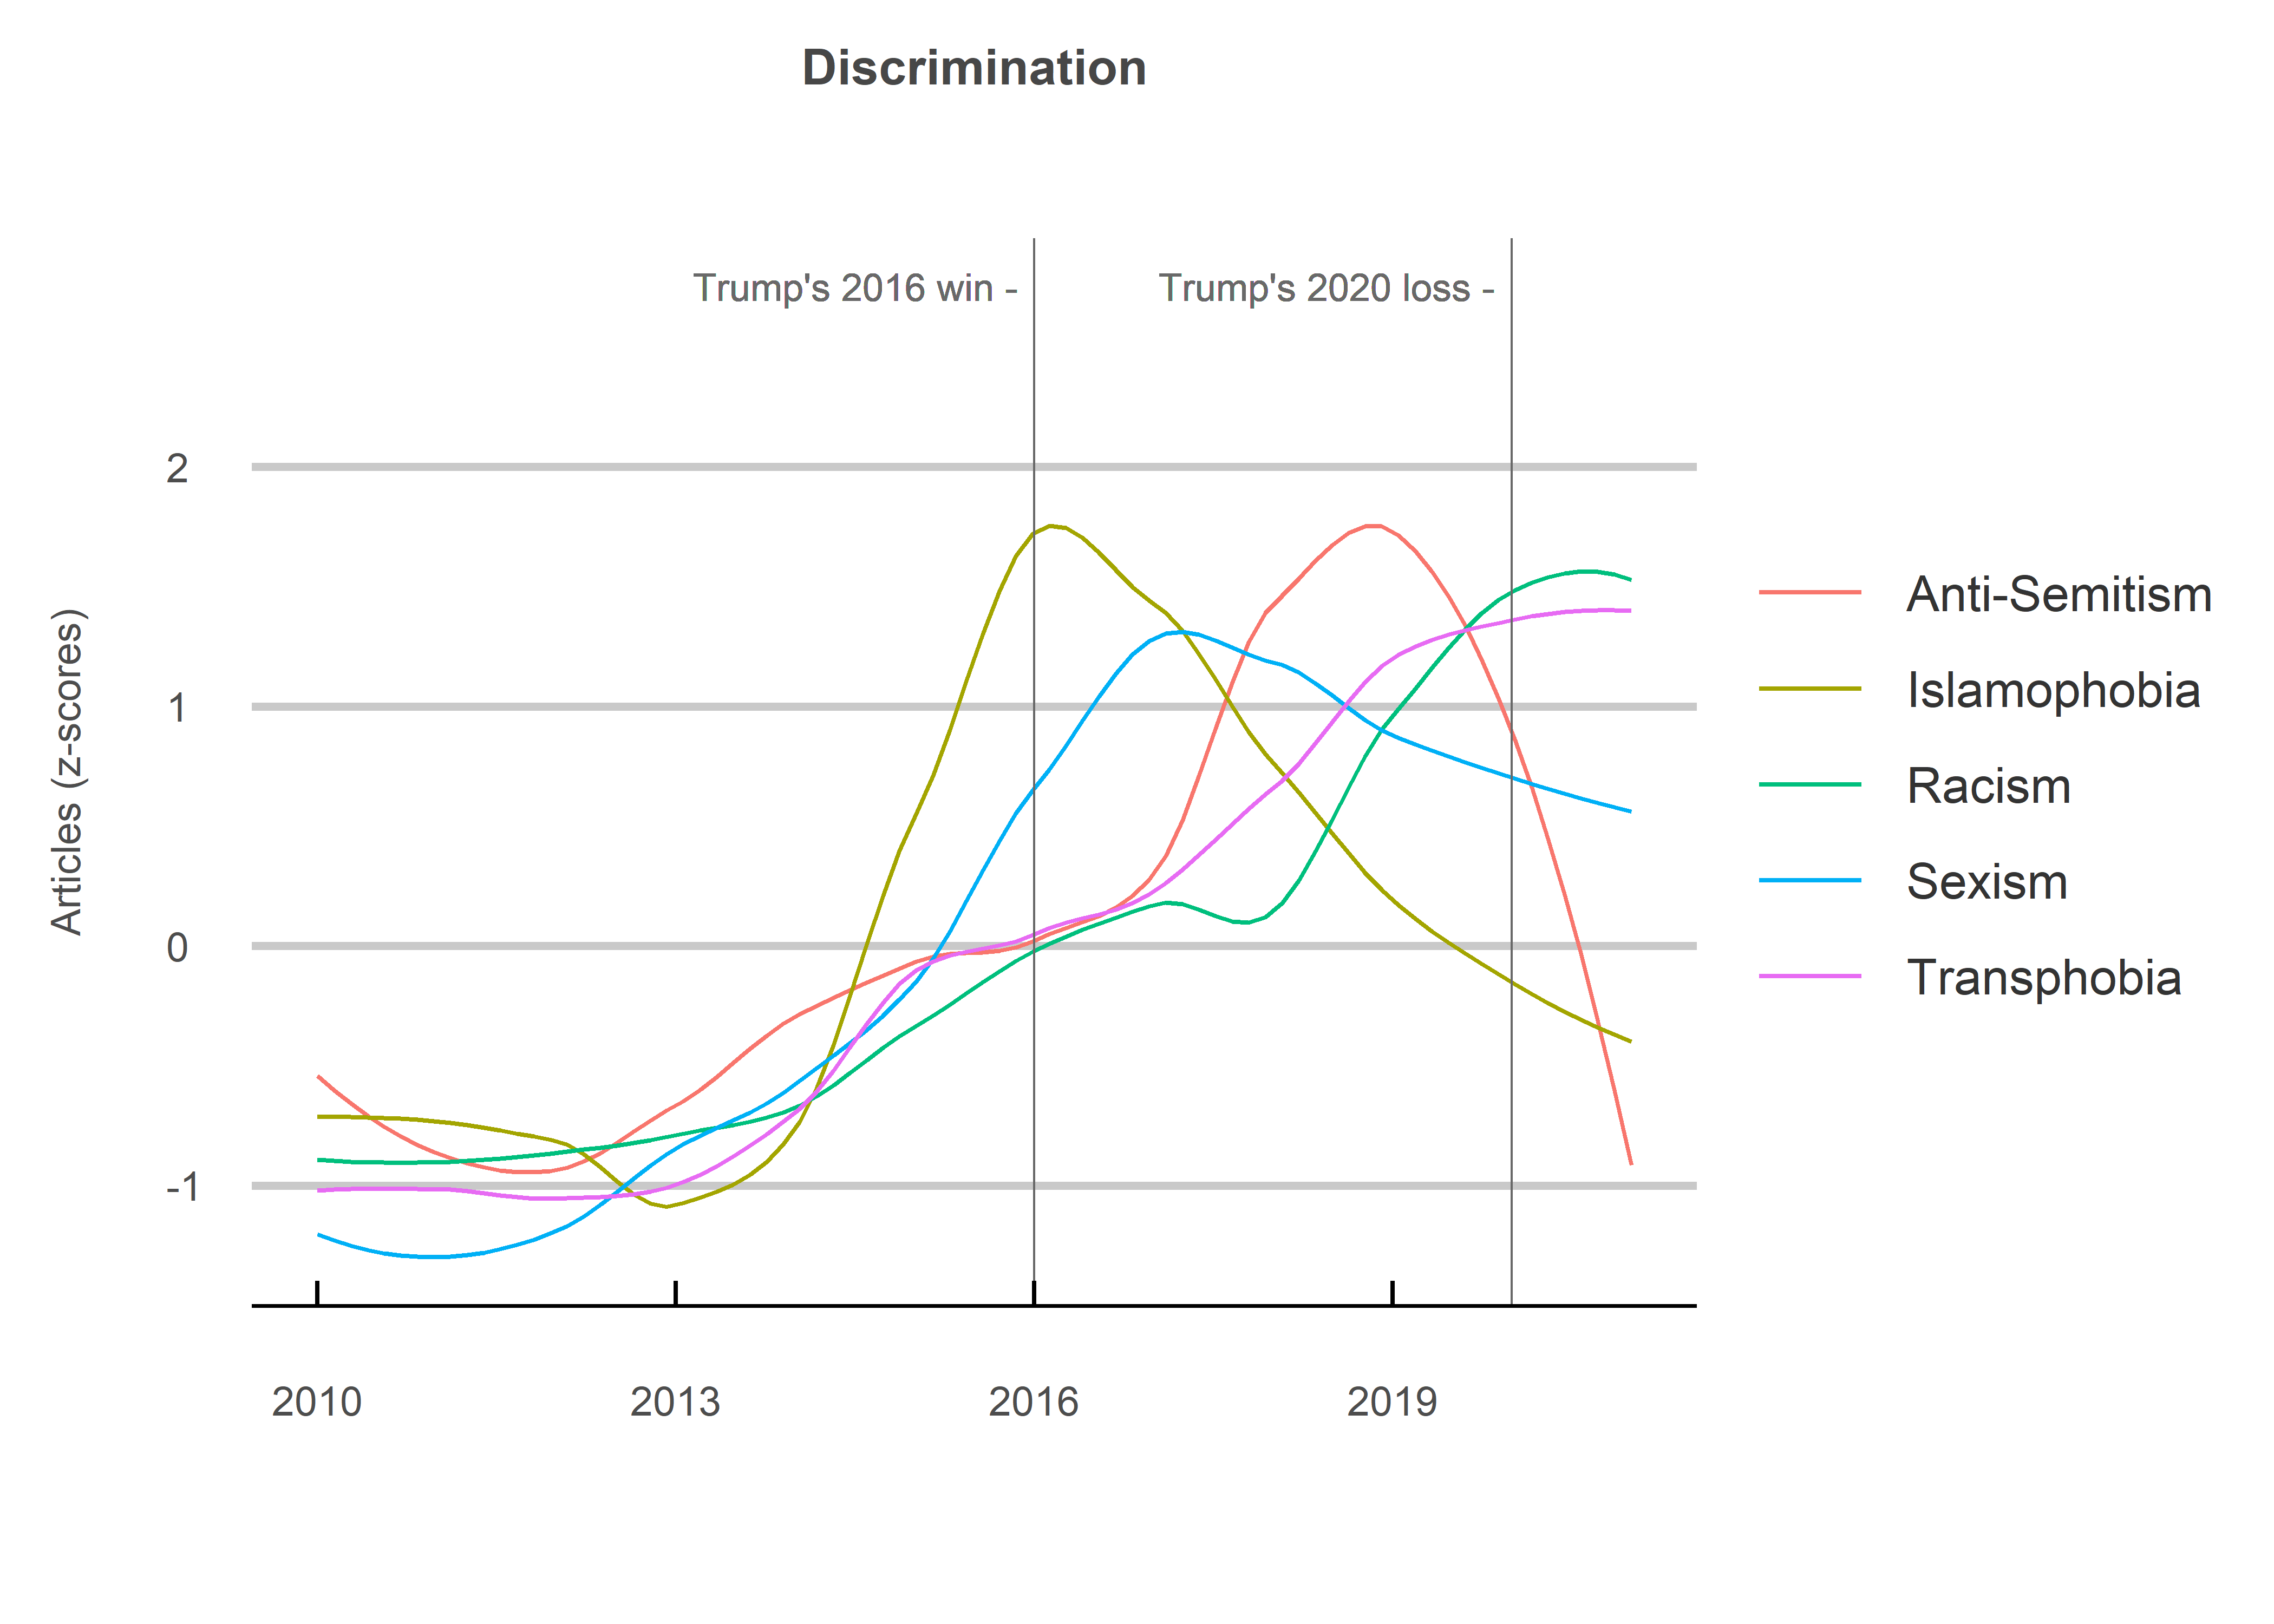 Discrimination
Trump's 2016 win -
Trump's 2020 loss -
Articles (z-scores)
2
1
0
-1
2010
2013
2016
2019
Anti-Semitism
Islamophobia
Racism
Sexism
Transphobia